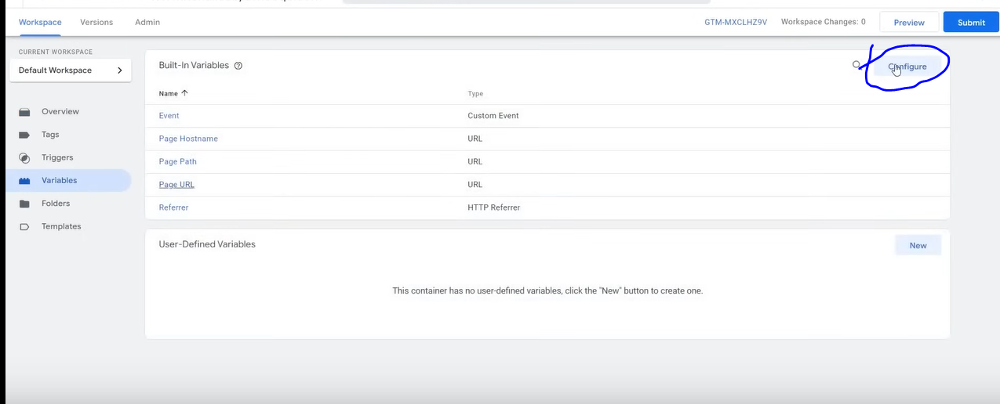 Workspace Versions Admin GTM-MXCLHZ9V Workspace Changes: 0 Preview Submit
CURRENT WORKSPACE
Default Workspace
Overview
Tags
Triggers
Variables
Folders
Templates
Built-In Variables
Configure
Name Type
Event Custom Event
Page Hostname URL
Page Path URL
Page URL URL
Referrer HTTP Referrer
User-Defined Variables
New
This container has no user-defined variables, click the "New" button to create one.